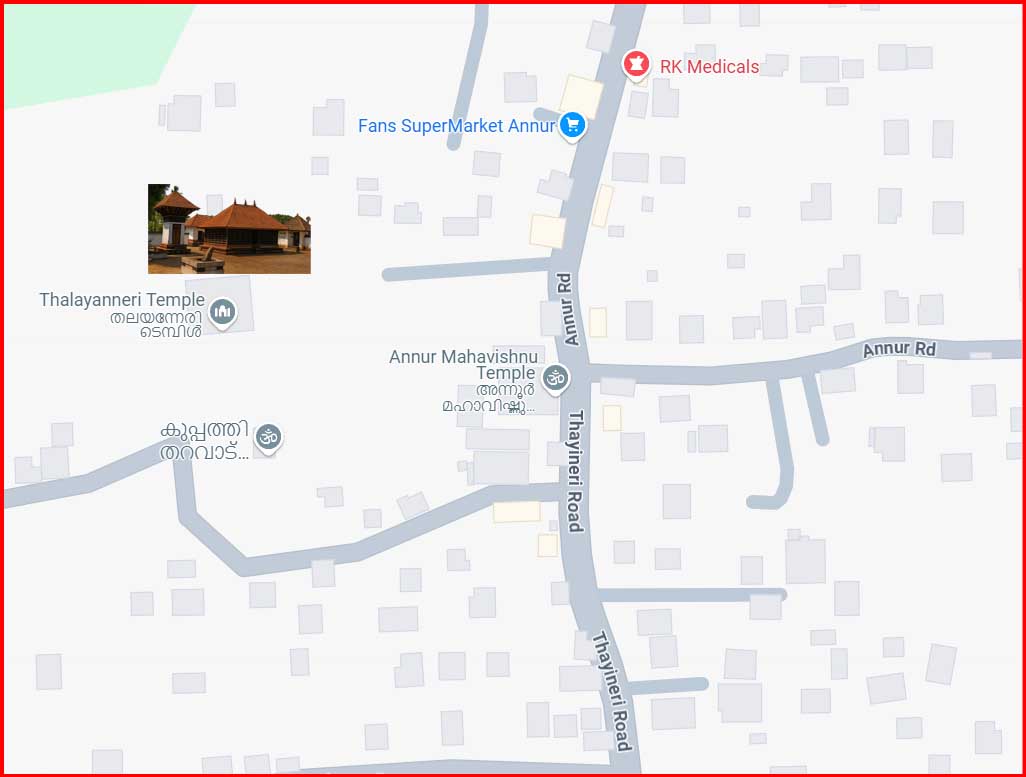 RK Medicals
Fans SuperMarket Annur
Thalayanneri Temple
തലയന്നേരി
ടെമ്പിൾ
Annur Rd
Annur Rd
Annur Mahavishnu
Temple
അന്നൂർ
മഹാവിഷ്ണു...
കുപ്പത്തി
തറവാട്...
Thayineri Road
Thayineri Road